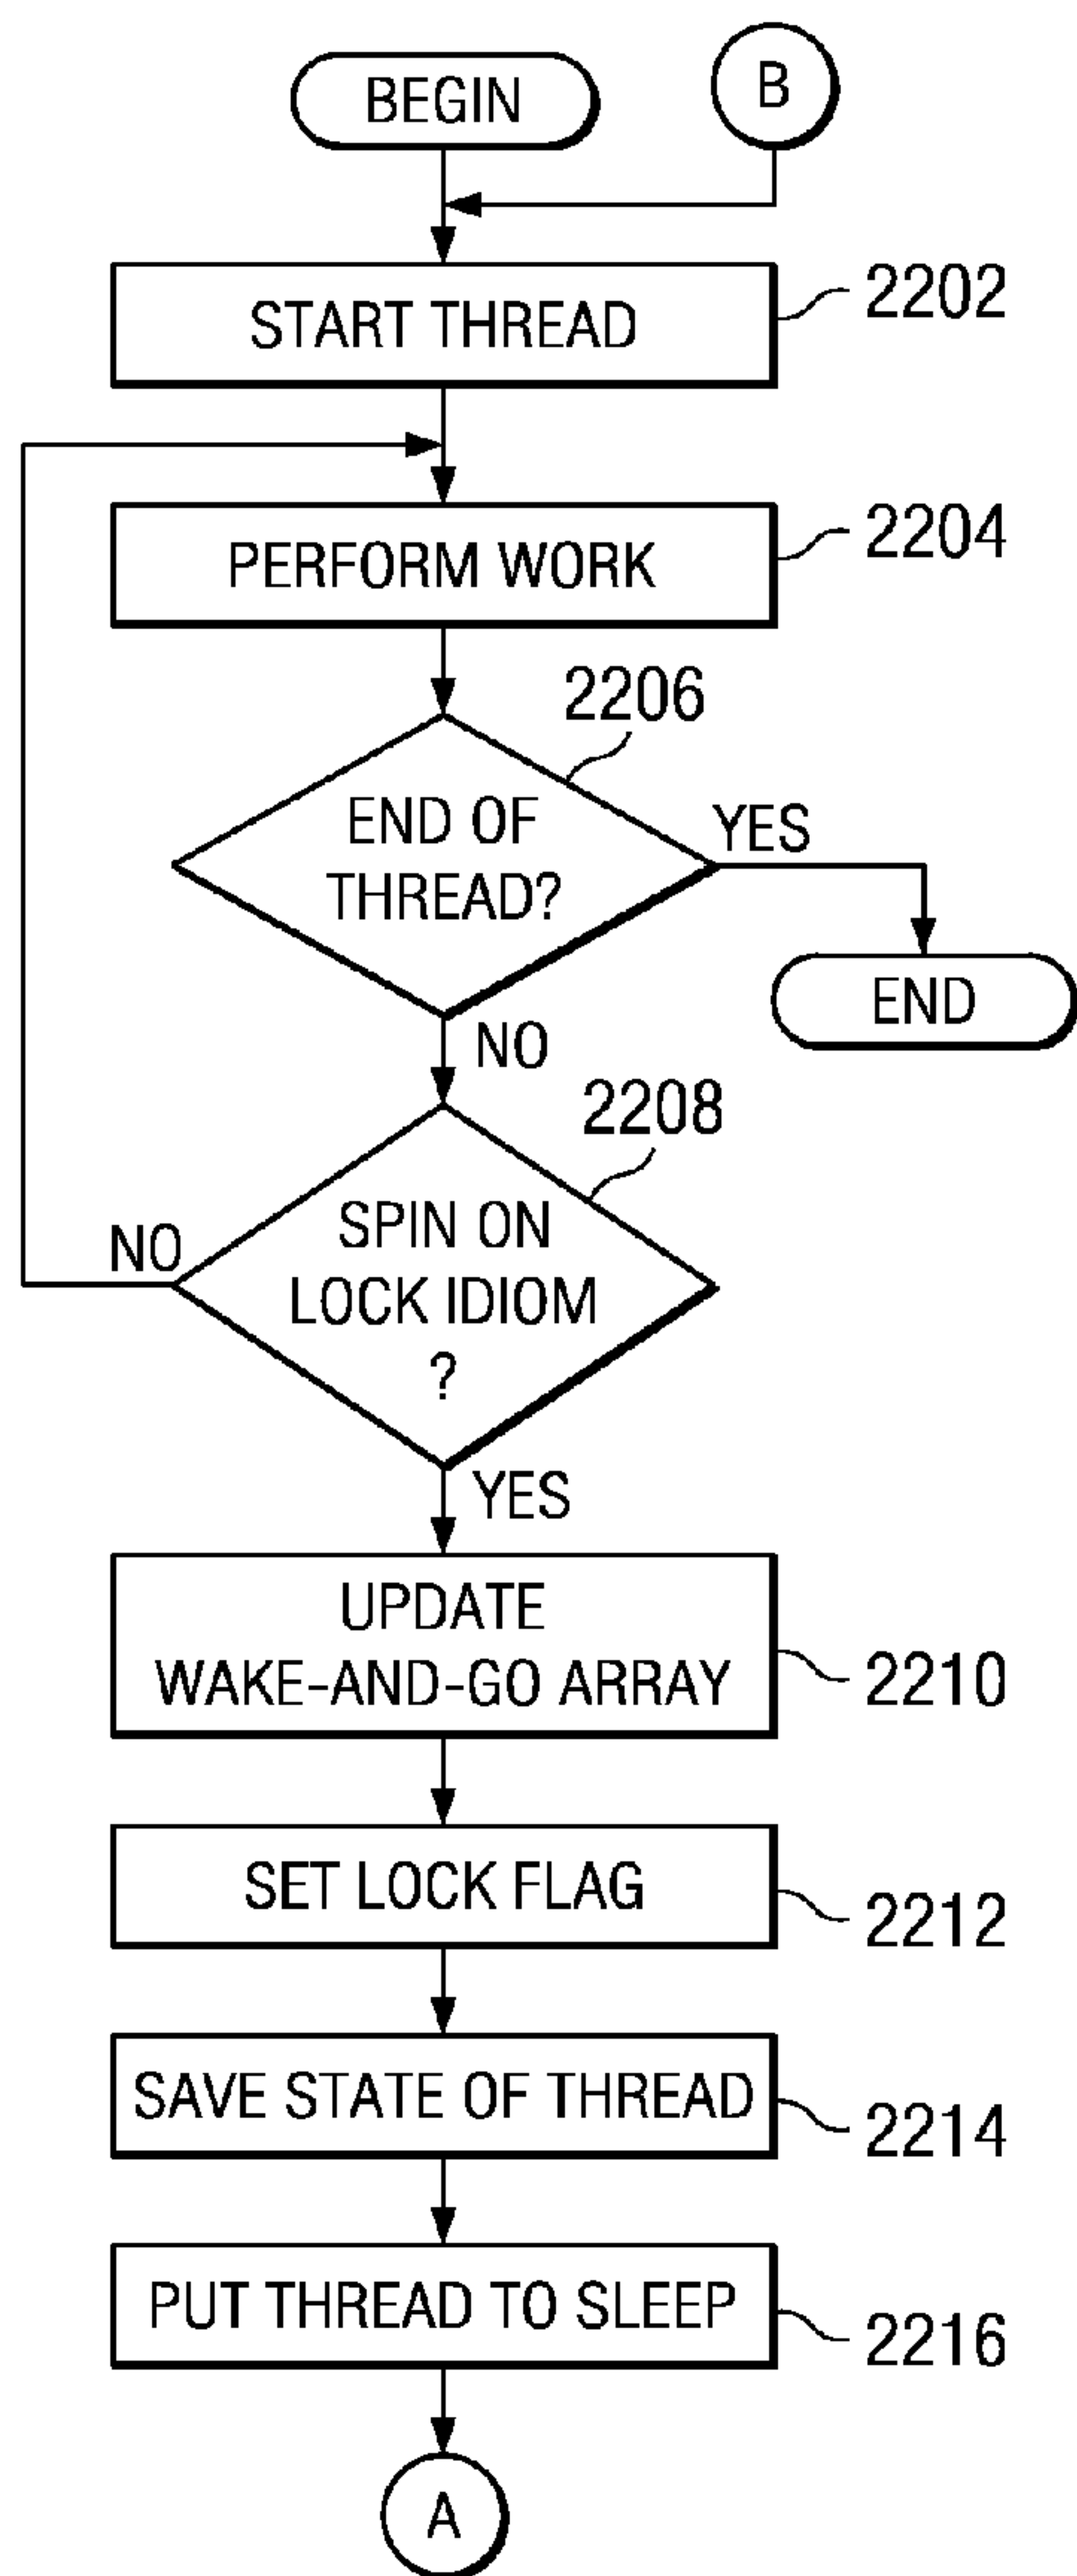 BEGIN
B
START THREAD
2202
PERFORM WORK
2204
2206
END OF
THREAD?
YES
END
NO
2208
SPIN ON
LOCK IDIOM
?
NO
YES
UPDATE
WAKE-AND-GO ARRAY
2210
SET LOCK FLAG
2212
SAVE STATE OF THREAD
2214
PUT THREAD TO SLEEP
2216
A